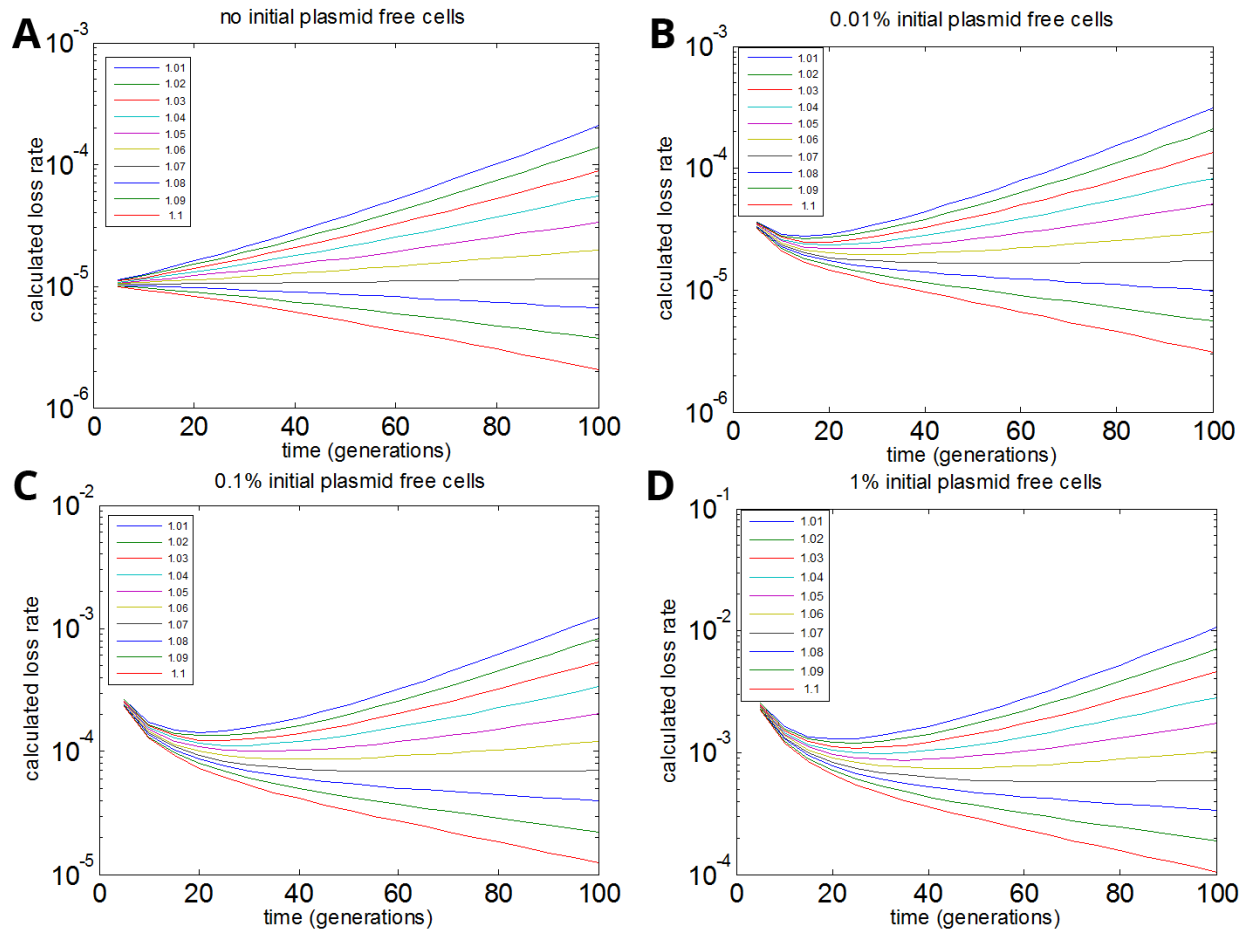 A
no initial plasmid free cells
10-3
10-4
10-5
10-6
calculated loss rate
1.01
1.02
1.03
1.04
1.05
1.06
1.07
1.08
1.09
1.1
0 20 40 60 80 100
time (generations)
B
0.01% initial plasmid free cells
10-3
10-4
10-5
10-6
calculated loss rate
1.01
1.02
1.03
1.04
1.05
1.06
1.07
1.08
1.09
1.1
0 20 40 60 80 100
time (generations)
C
0.1% initial plasmid free cells
10-2
10-3
10-4
10-5
calculated loss rate
1.01
1.02
1.03
1.04
1.05
1.06
1.07
1.08
1.09
1.1
0 20 40 60 80 100
time (generations)
D
1% initial plasmid free cells
10-1
10-2
10-3
10-4
calculated loss rate
1.01
1.02
1.03
1.04
1.05
1.06
1.07
1.08
1.09
1.1
0 20 40 60 80 100
time (generations)